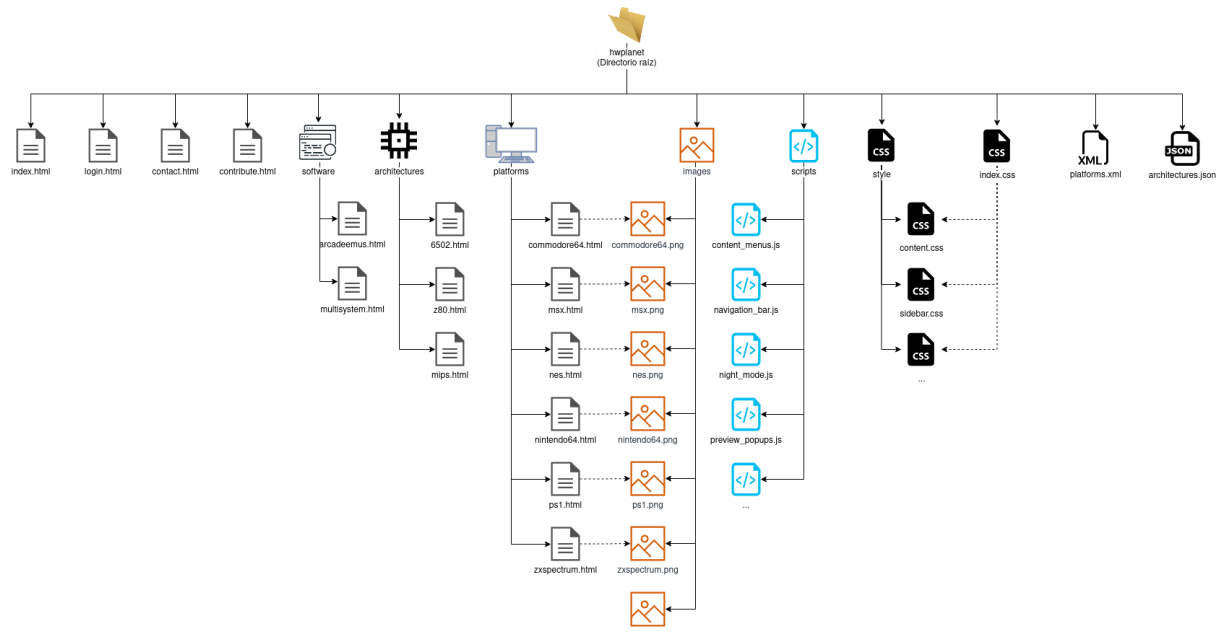 hwplanet
(Directorio raíz)
index.html
login.html
contact.html
contribute.html
software
architectures
platforms
images
scripts
CSS
style
CSS
index.css
XML
platforms.xml
JSON
architectures.json
arcadeemus.html
6502.html
commodore64.html
commodore64.png
content_menus.js
CSS
content.css
multisystem.html
z80.html
msx.html
msx.png
navigation_bar.js
CSS
sidebar.css
mips.html
nes.html
nes.png
night_mode.js
CSS
...
nintendo64.html
nintendo64.png
preview_popups.js
ps1.html
ps1.png
...
zxspectrum.html
zxspectrum.png